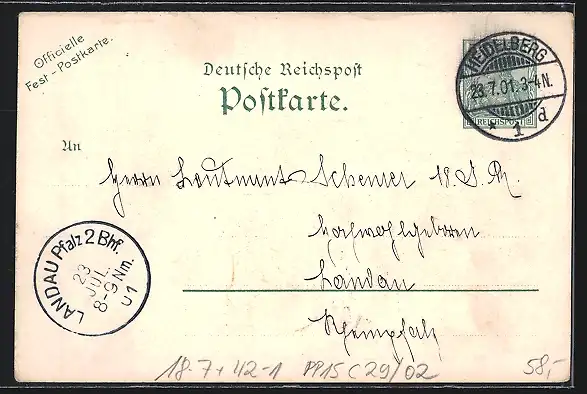 Officielle
Fest-Postkarte.
Deutsche Reichspost
Postkarte.
HEIDELBERG
23.7.01.3-4N.
* 1 d
REICHSPOST
An
Herrn Leutnant Scheurer 18. I. R.
Hochwohlgeboren
Landau
Rheinpfalz
LANDAU Pfalz 2 Bhf.
23
JUL
8-9 Nm.
01
18-7+42-1 PP15 C 29/02 58,-